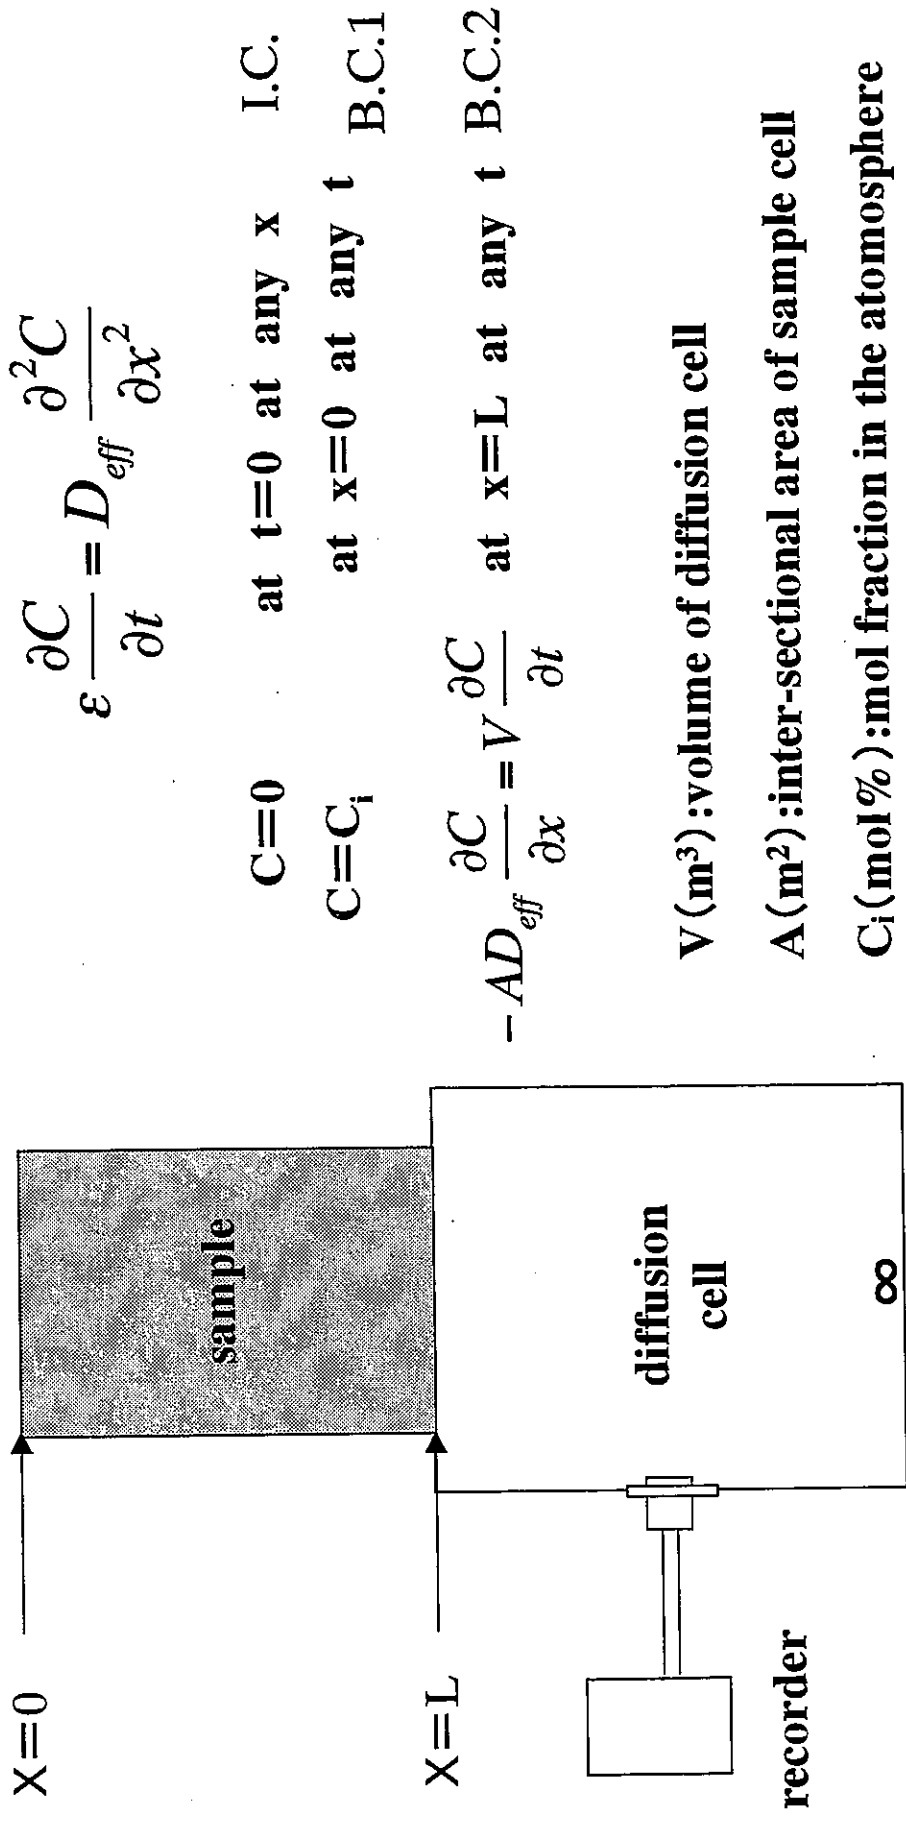 X=0
X=L
sample
diffusion
cell
∞
recorder
ε ∂C/∂t = D_eff ∂²C/∂x²
C=0 at t=0 at any x I.C.
C=C_i at x=0 at any t B.C.1
− AD_eff ∂C/∂x = V ∂C/∂t at x=L at any t B.C.2
V(m³):volume of diffusion cell
A(m²):inter-sectional area of sample cell
C_i(mol%):mol fraction in the atomosphere